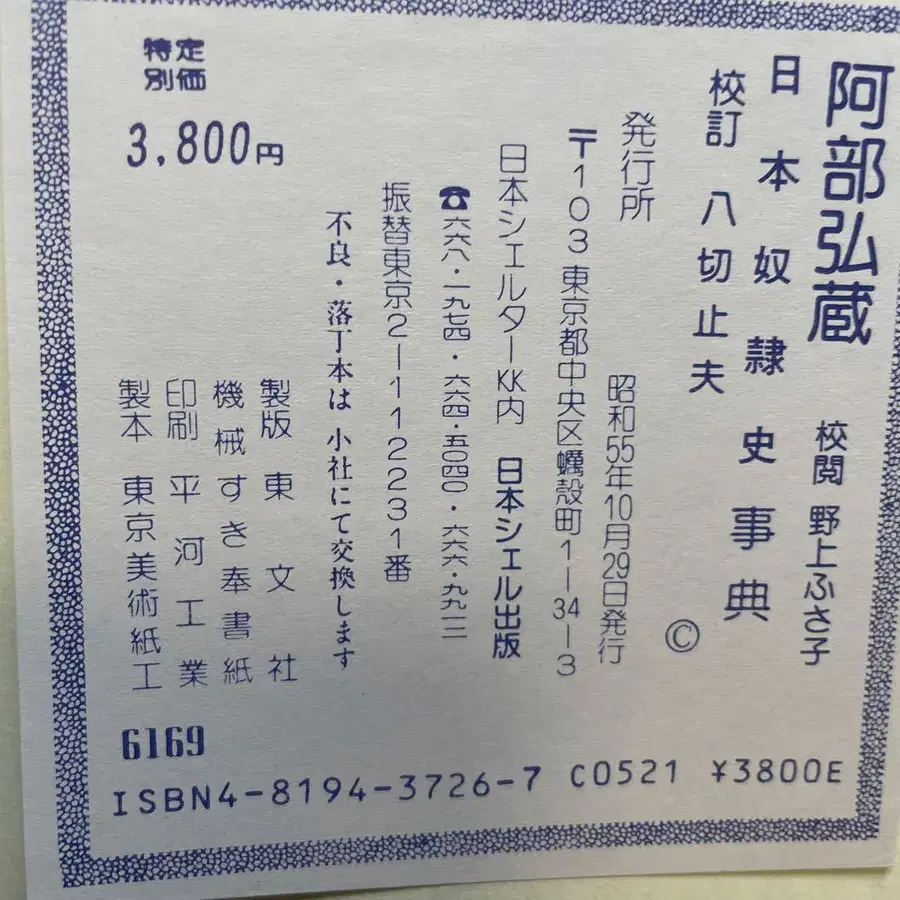 阿部弘蔵 校閲 野上ふさ子
日本奴隷史事典
校訂 八切止夫 ©
昭和55年10月29日発行
発行所
〒103 東京都中央区蠣殻町1−34−3
日本シェルターKK内 日本シェル出版
☎六六八・一九七四・六六四・五〇四〇・六六六・九九一二
振替東京2−112231番
不良・落丁本は小社にて交換します
製版 東文社
機械すき奉書紙
印刷 平河工業
製本 東京美術紙工
特定
別価
3,800円
6169
ISBN4-8194-3726-7 C0521 ¥3800E